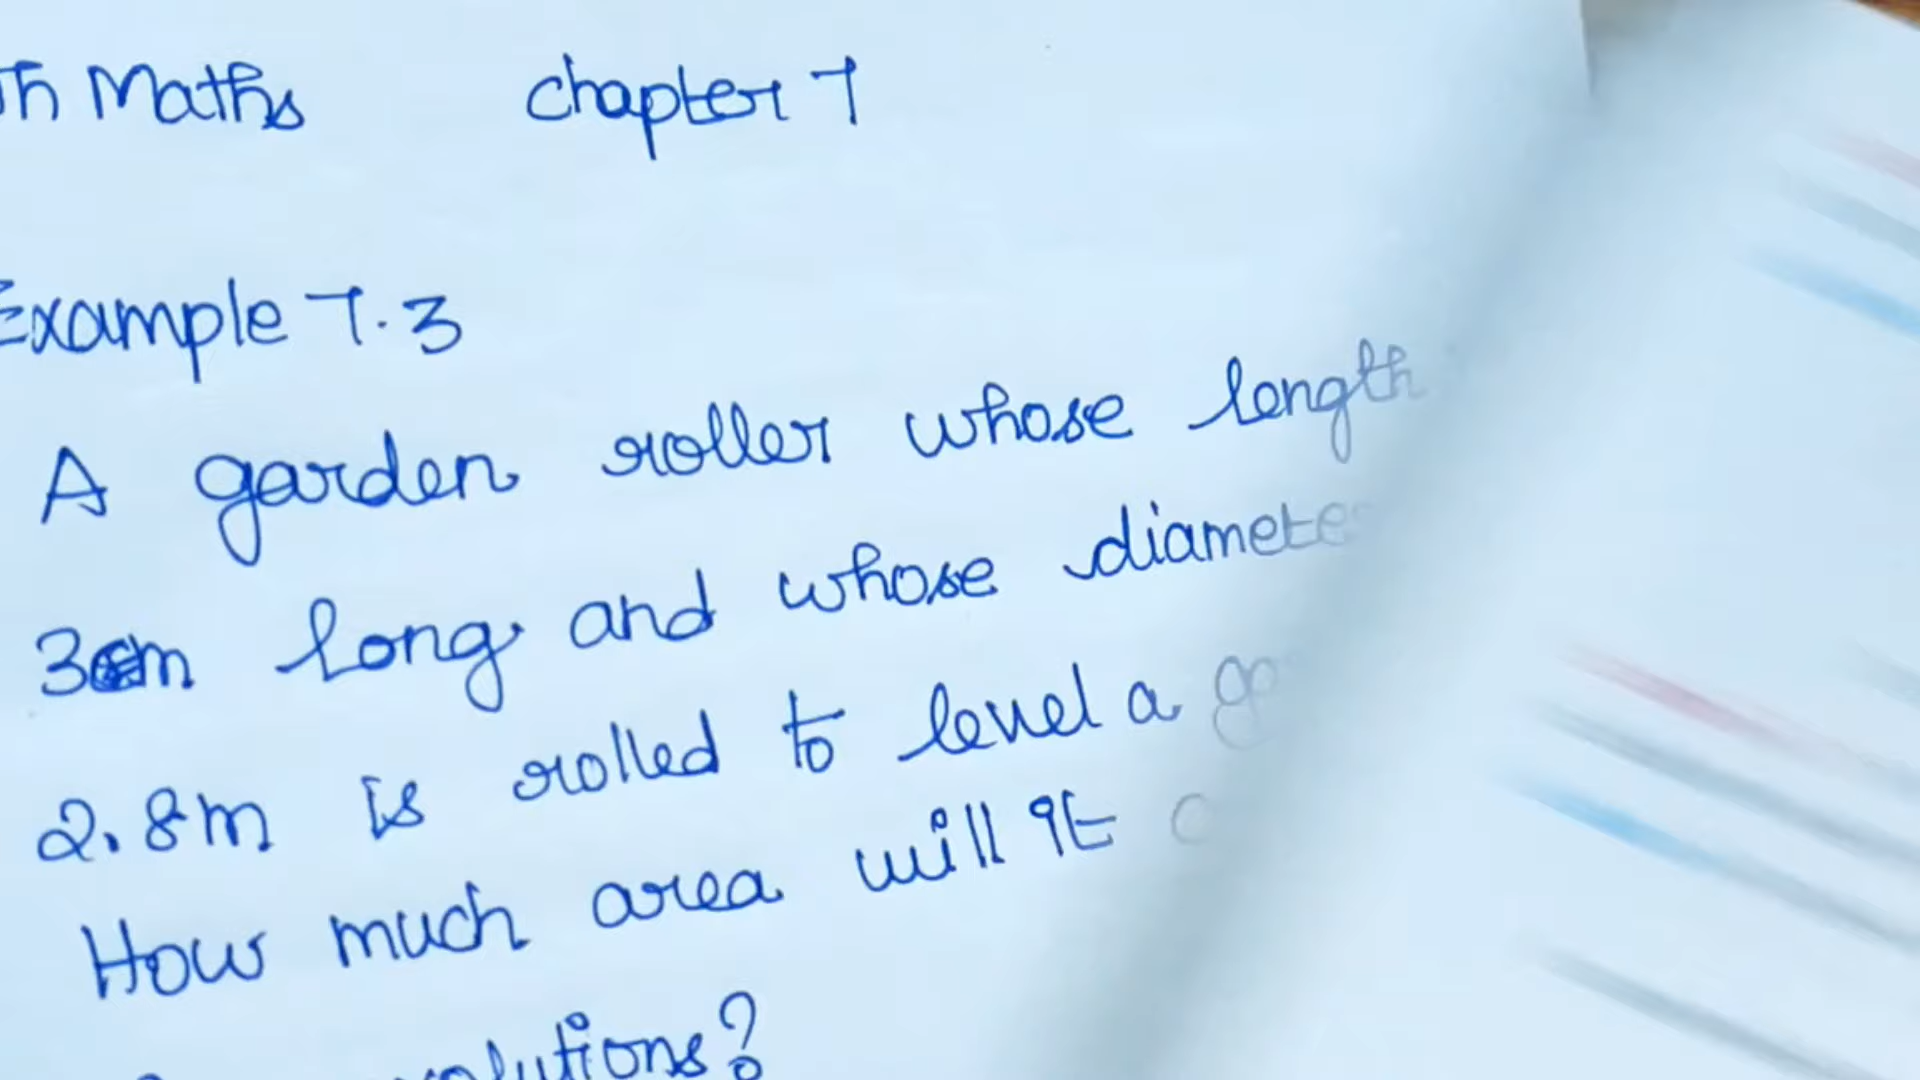 Maths chapter 7
Example 7.3
A garden roller whose length
3m long and whose diamete
2.8m is rolled to level a
How much area will it